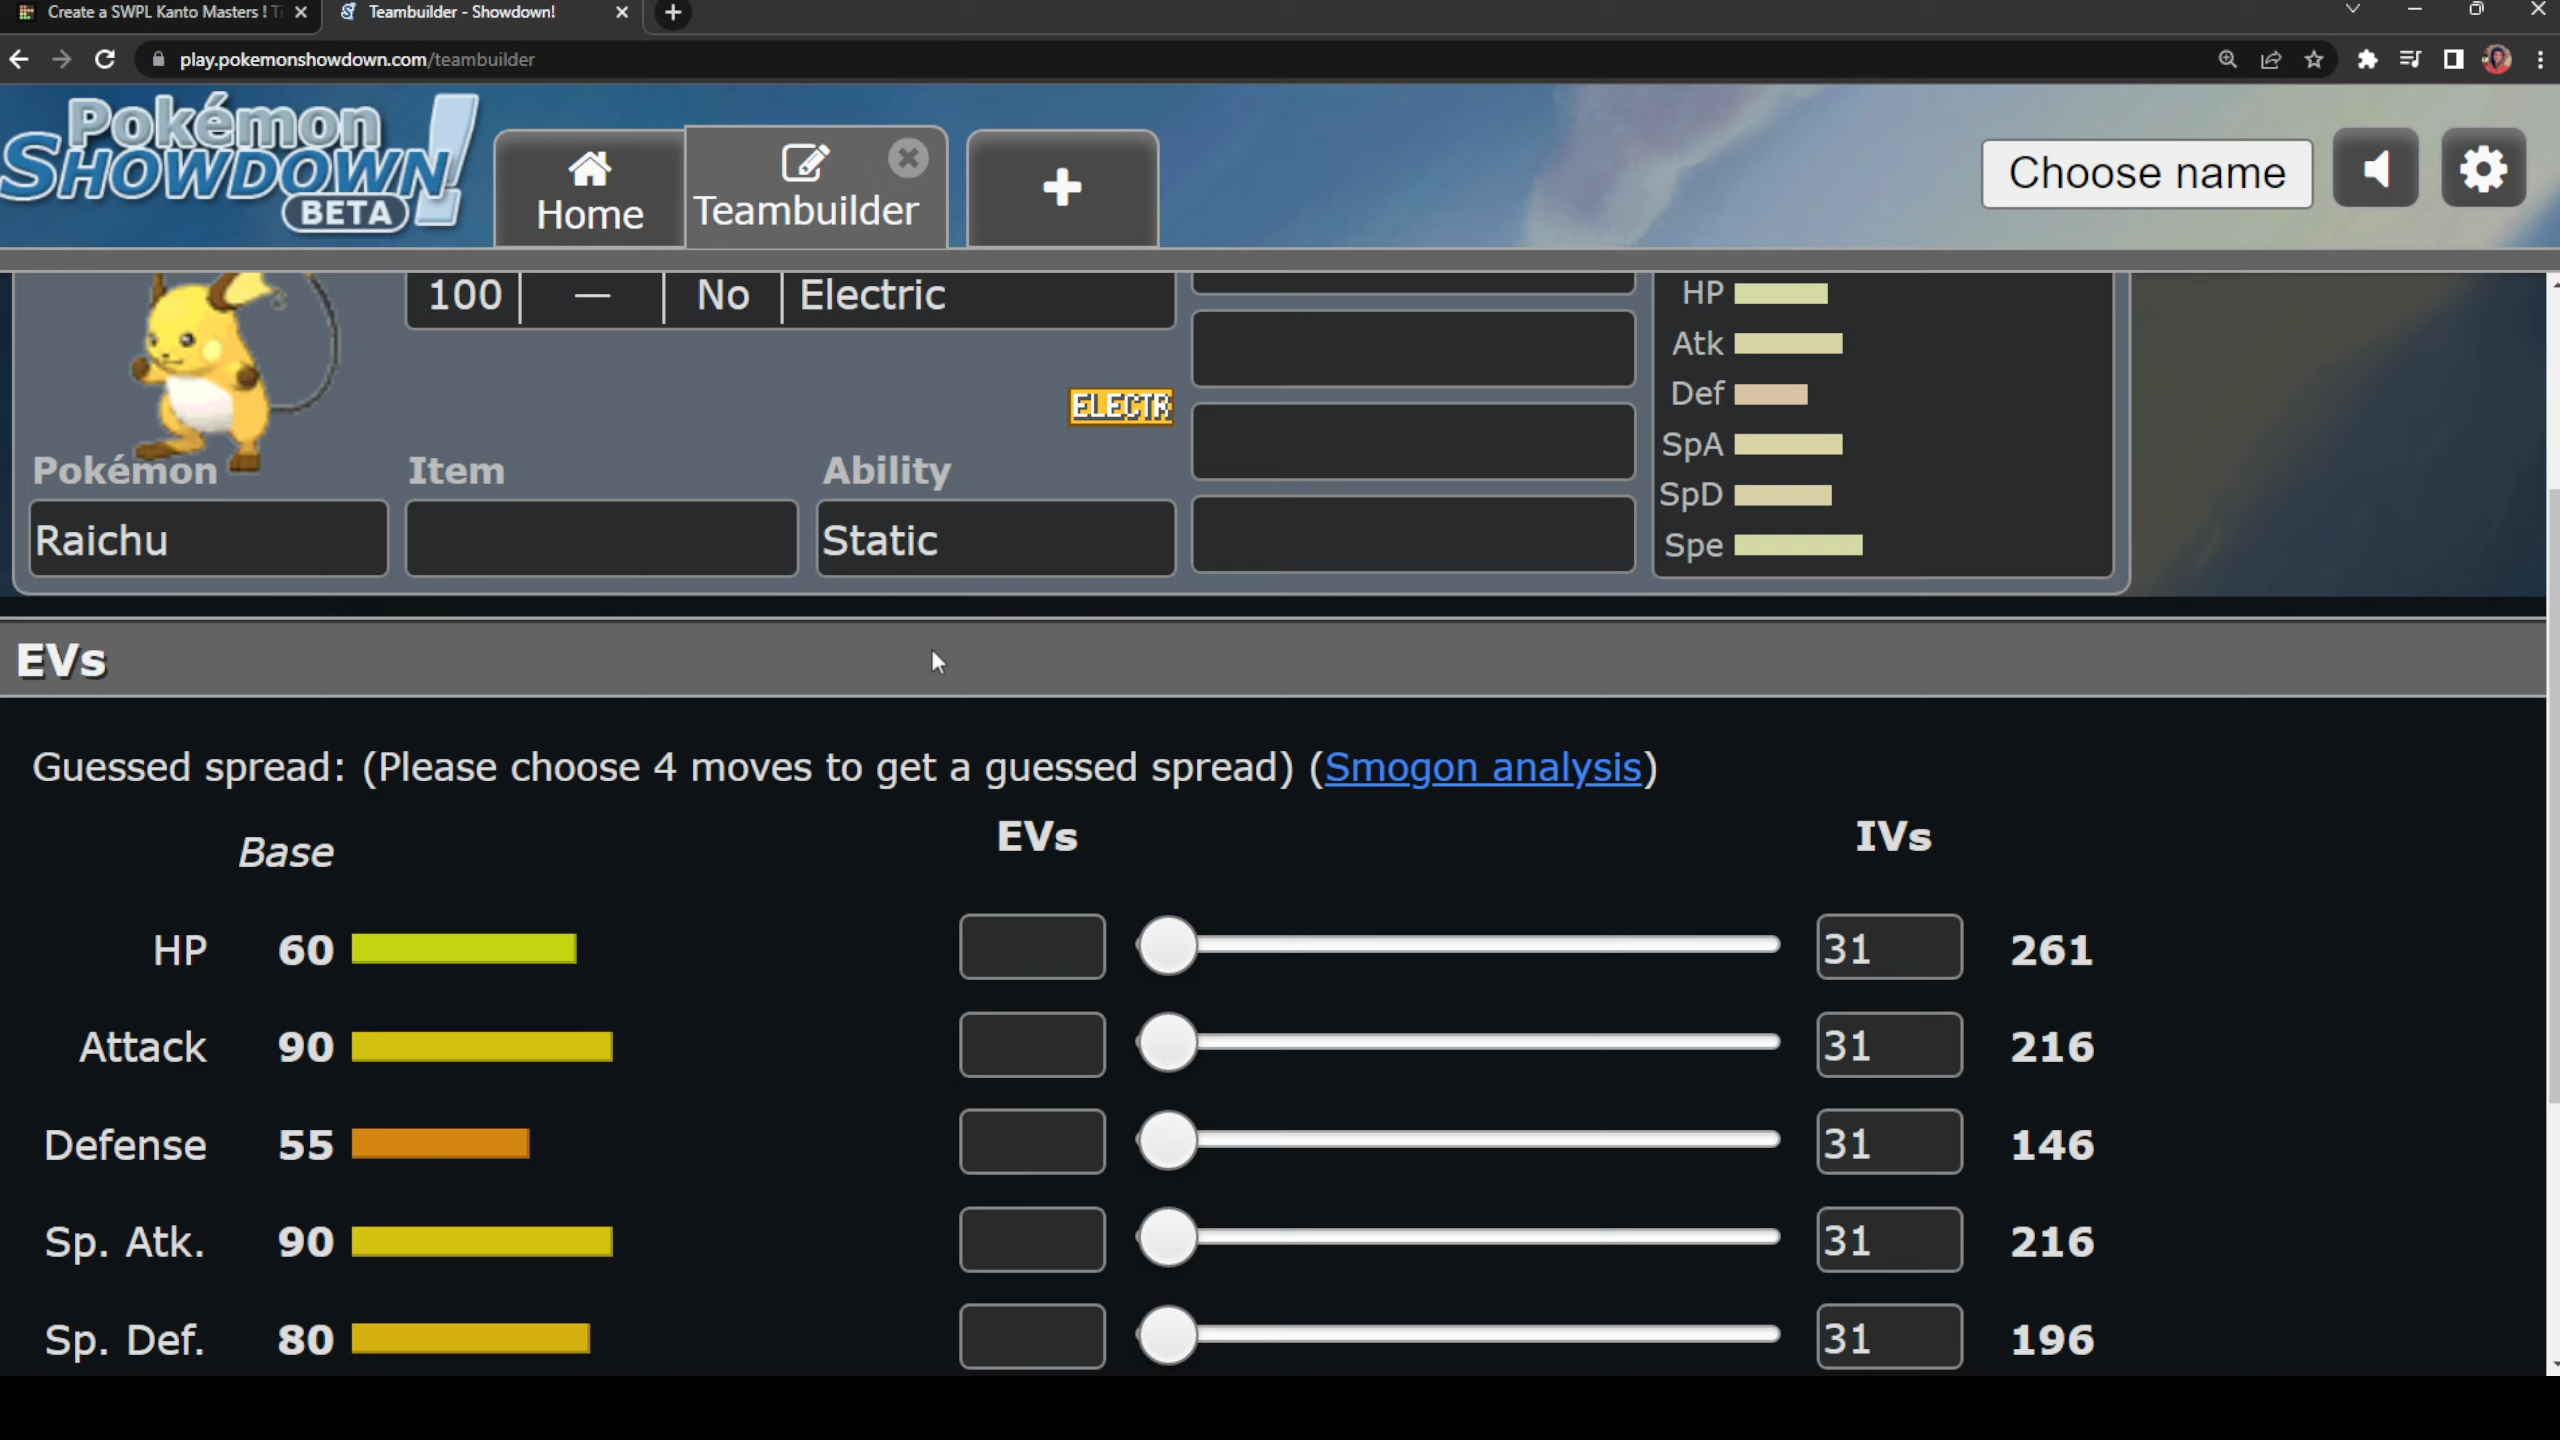 Create a SWPL Kanto Masters ! Ti
Teambuilder - Showdown!
play.pokemonshowdown.com/teambuilder
Pokémon
SHOWDOWN!
BETA
Home
Teambuilder
Choose name
100 — No Electric
ELECTR
Pokémon Item Ability
Raichu Static
HP
Atk
Def
SpA
SpD
Spe
EVs
Guessed spread: (Please choose 4 moves to get a guessed spread) (Smogon analysis)
Base EVs IVs
HP 60 31 261
Attack 90 31 216
Defense 55 31 146
Sp. Atk. 90 31 216
Sp. Def. 80 31 196